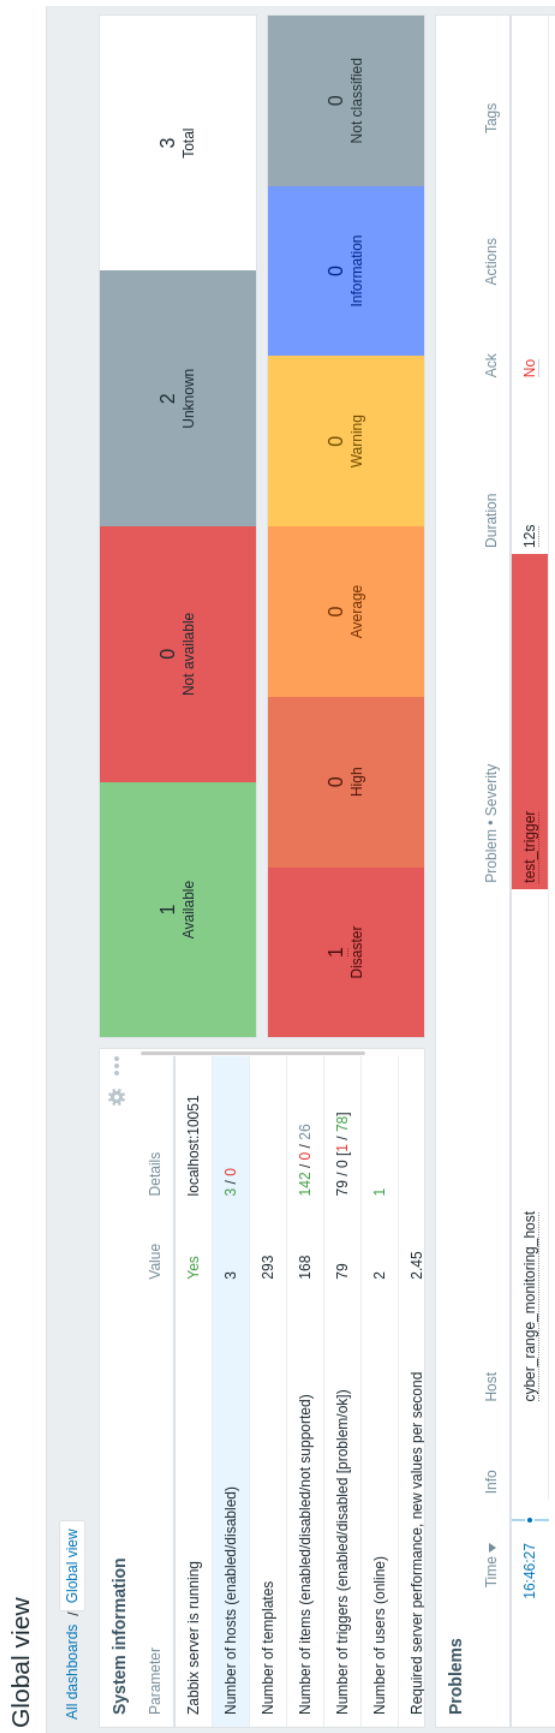 Global view
All dashboards / Global view
System information
Parameter Value Details
Zabbix server is running Yes localhost:10051
Number of hosts (enabled/disabled) 3 3 / 0
Number of templates 293
Number of items (enabled/disabled/not supported) 168 142 / 0 / 26
Number of triggers (enabled/disabled [problem/ok]) 79 79 / 0 [1 / 78]
Number of users (online) 2 1
Required server performance, new values per second 2.45
1 0 2 3
Available Not available Unknown Total
1 0 0 0 0 0
Disaster High Average Warning Information Not classified
Problems
Time ▼ Info Host Problem • Severity Duration Ack Actions Tags
16:46:27 cyber_range_monitoring_host test_trigger 12s No